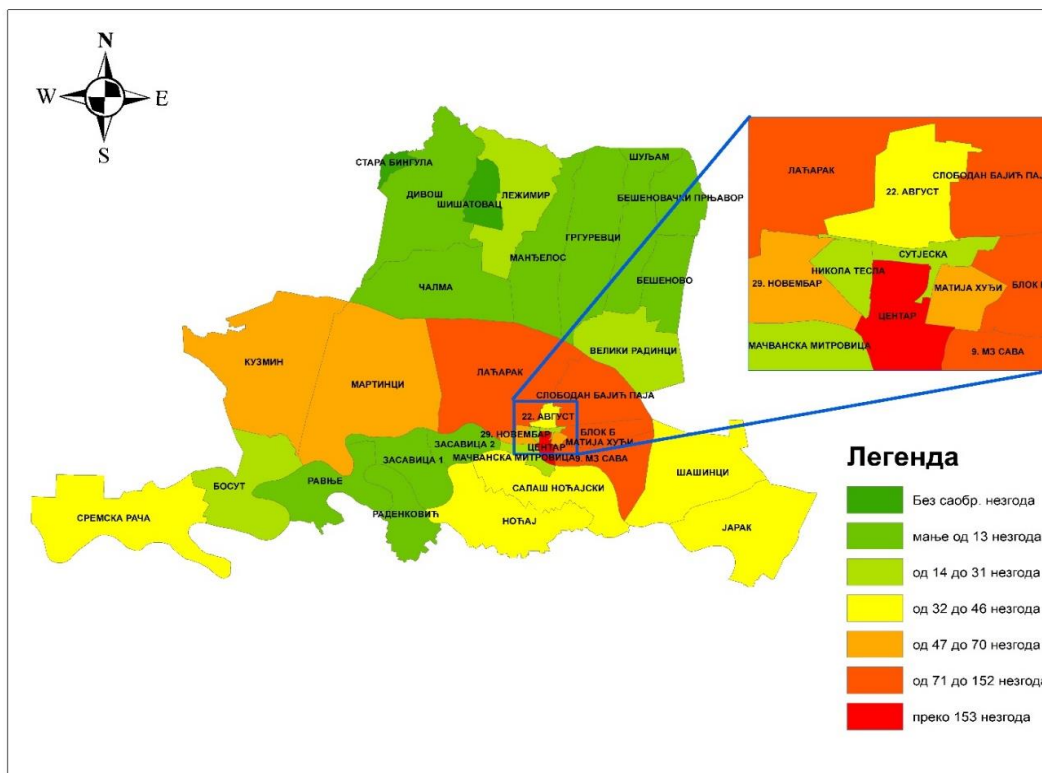 N
W
E
S
СТАРА БИНГУЛА
ДИВОШ
ШИШАТОВАЦ
ЛЕЖИМИР
ШУЉАМ
БЕШЕНОВАЧКИ ПРЊАВОР
ГРГУРЕВЦИ
МАНЂЕЛОС
БЕШЕНОВО
ЧАЛМА
ВЕЛИКИ РАДИНЦИ
КУЗМИН
МАРТИНЦИ
ЛАЋАРАК
СЛОБОДАН БАЈИЋ ПАЈА
22. АВГУСТ
29. НОВЕМБАР
БЛОК Б
МАТИЈА ХУЂИ
ЦЕНТАР
ЗАСАВИЦА 2
ЗАСАВИЦА 1
МАЧВАНСКА МИТРОВИЦА
9. МЗ САВА
ШАШИНЦИ
САЛАШ НОЋАЈСКИ
БОСУТ
РАВЊЕ
РАДЕНКОВИЋ
НОЋАЈ
СРЕМСКА РАЧА
ЈАРАК
ЛАЋАРАК
22. АВГУСТ
СЛОБОДАН БАЈИЋ ПАЈ
СУТЈЕСКА
НИКОЛА ТЕСЛА
29. НОВЕМБАР
МАТИЈА ХУЂИ
БЛОК
ЦЕНТАР
МАЧВАНСКА МИТРОВИЦА
9. МЗ САВА
Легенда
Без саобр. незгода
мање од 13 незгода
од 14 до 31 незгода
од 32 до 46 незгода
од 47 до 70 незгода
од 71 до 152 незгода
преко 153 незгода